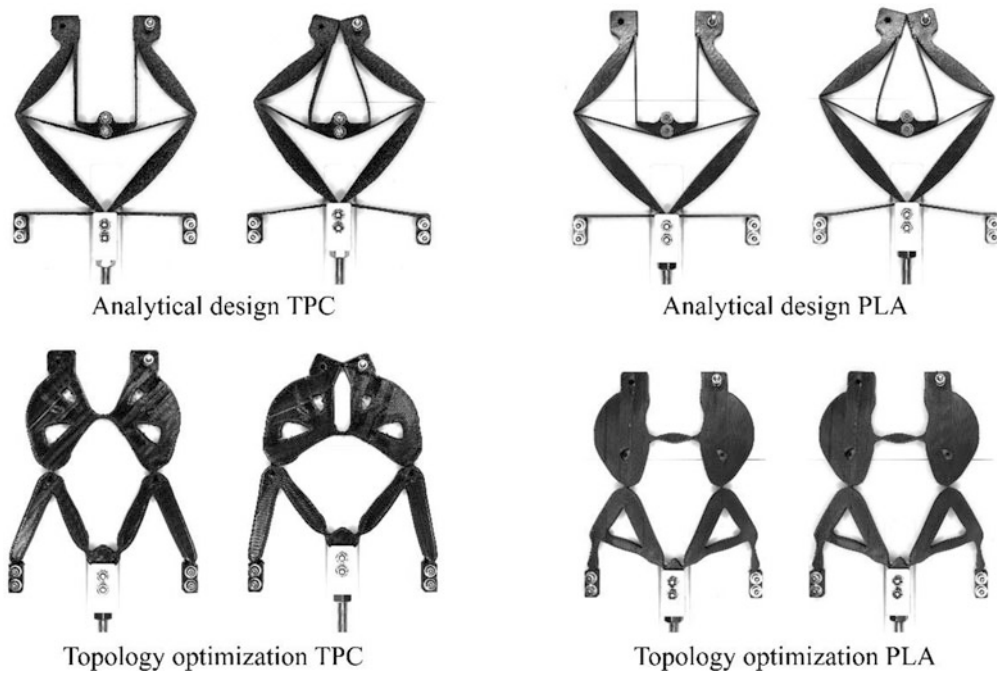 Analytical design TPC
Analytical design PLA
Topology optimization TPC
Topology optimization PLA